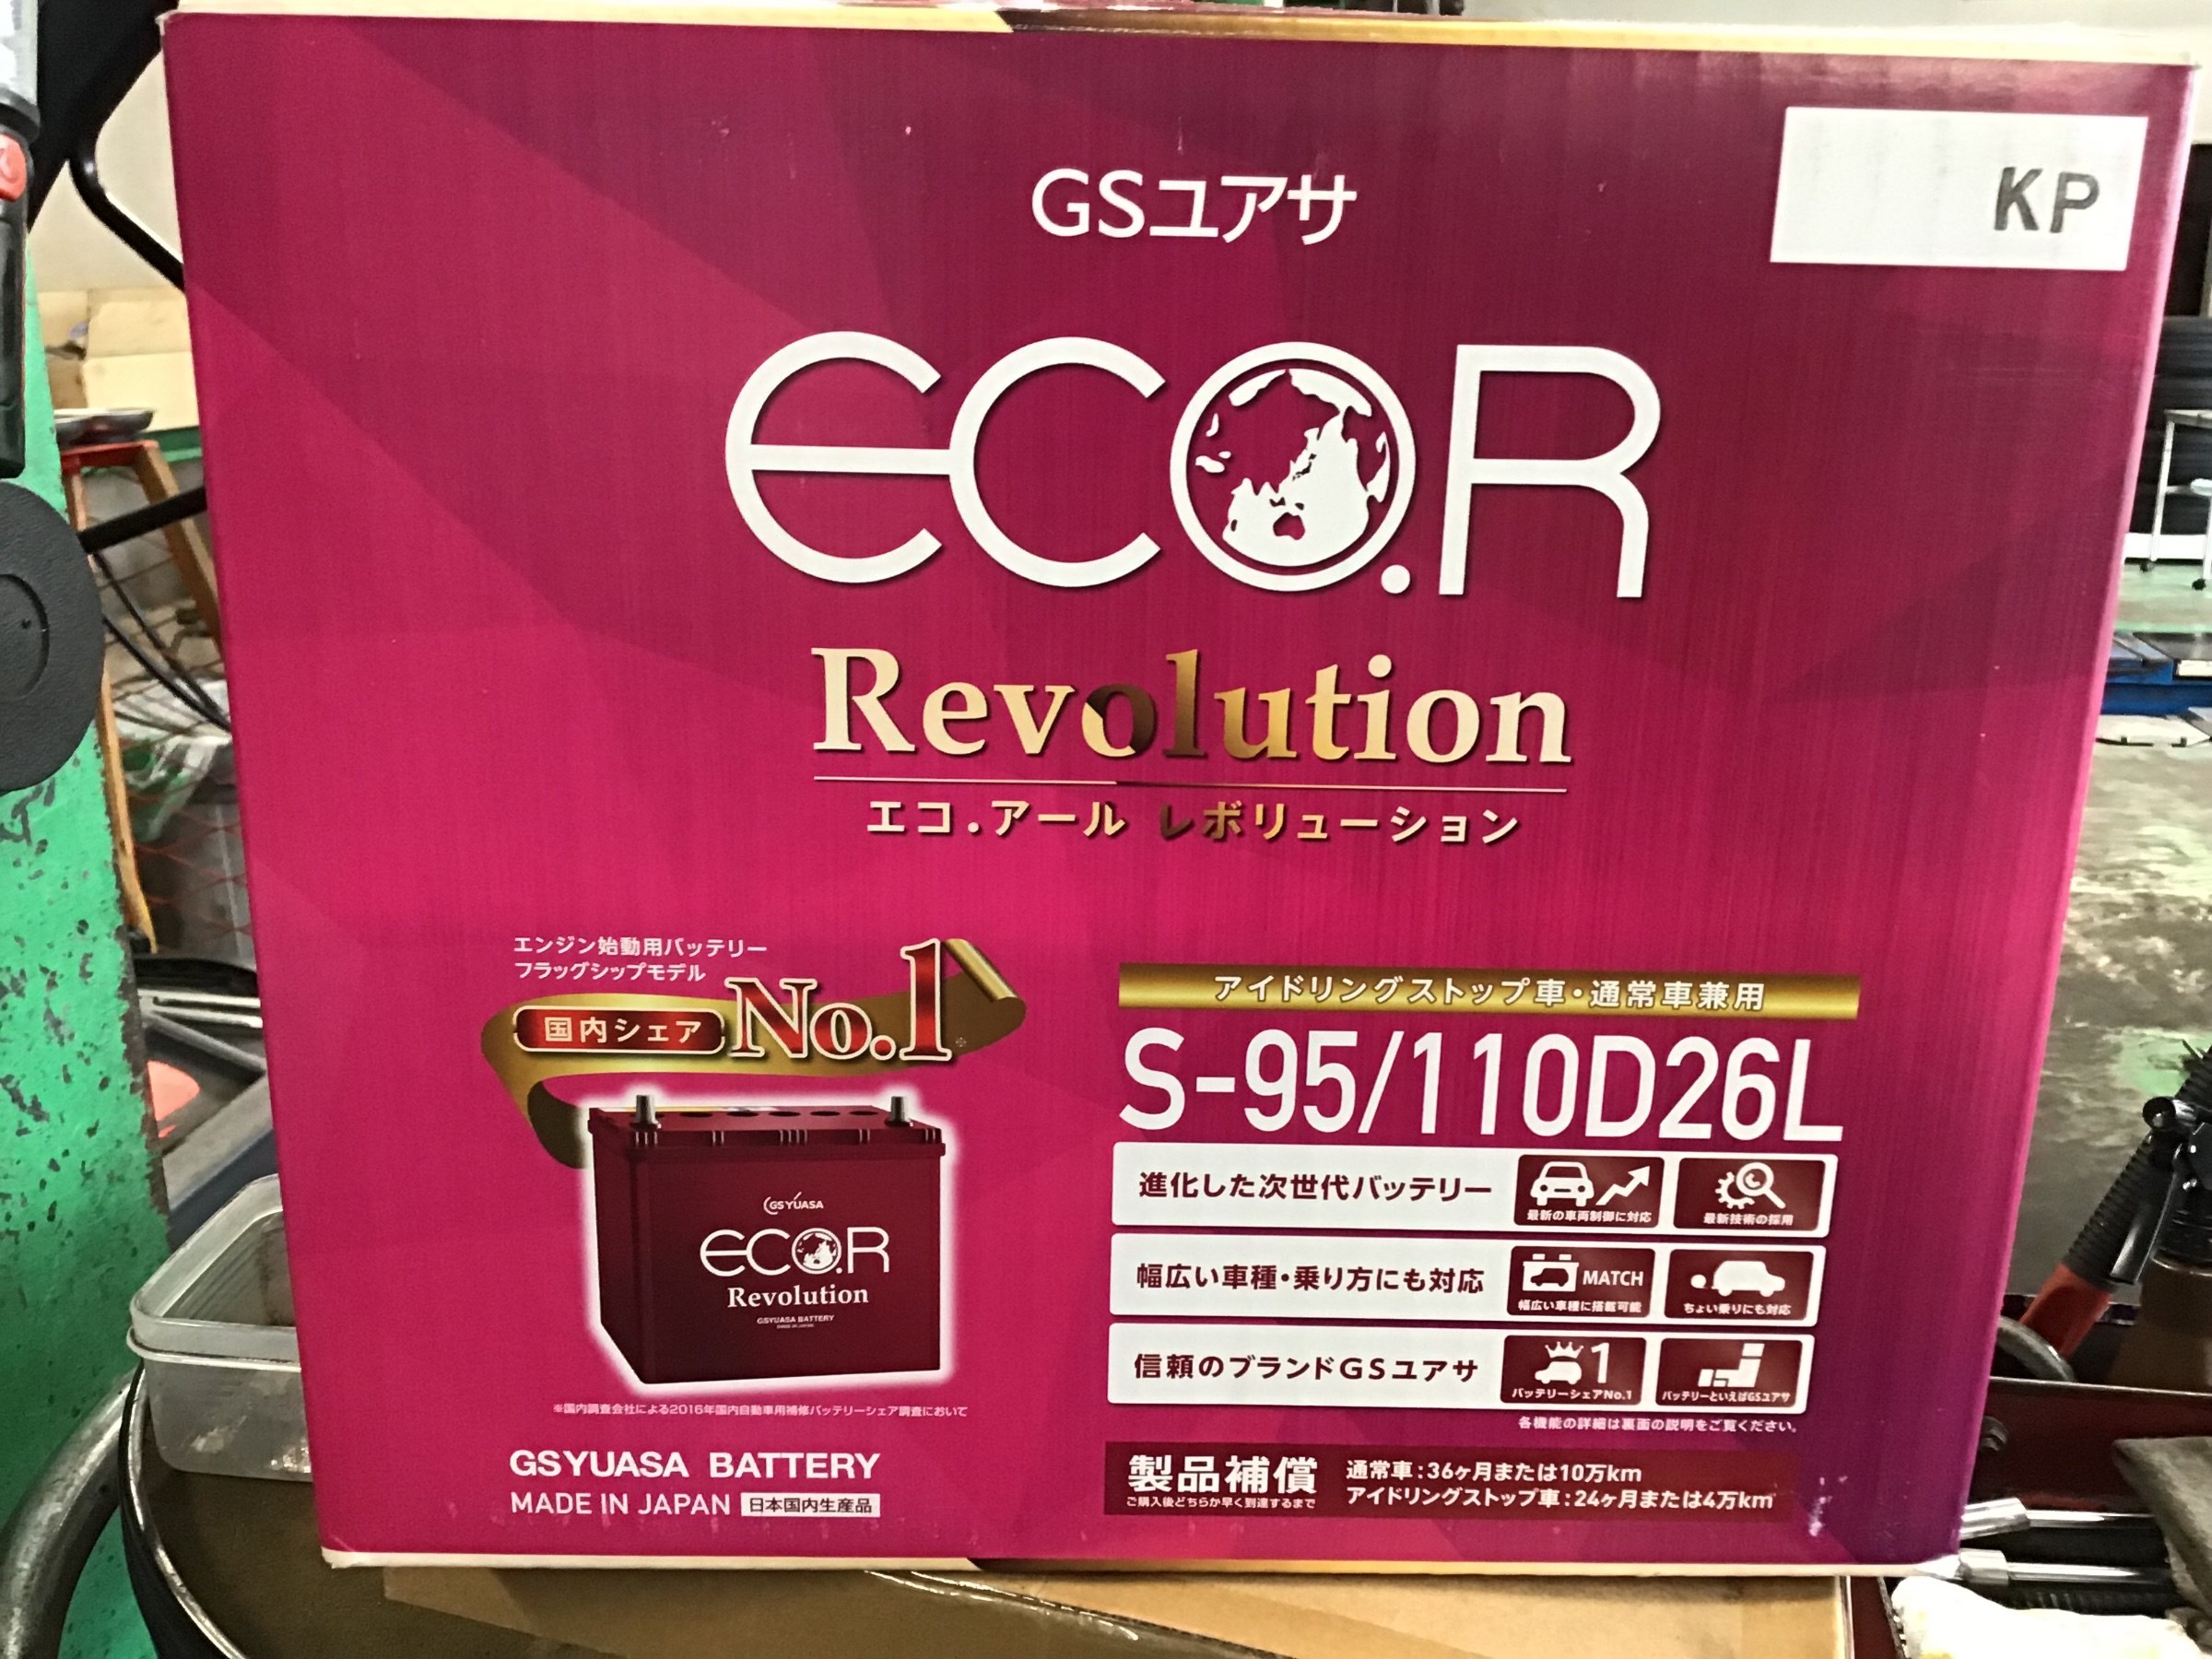 KP
GSユアサ
eco.R
Revolution
エコ.アール レボリューション
エンジン始動用バッテリー
フラッグシップモデル
国内シェア No.1※
GS YUASA
eco.R
Revolution
GSYUASA BATTERY
MADE IN JAPAN
※国内調査会社による2016年国内自動車用補修バッテリーシェア調査において
GS YUASA BATTERY
MADE IN JAPAN 日本国内生産品
アイドリングストップ車・通常車兼用
S-95/110D26L
進化した次世代バッテリー
最新の車両制御に対応
最新技術の採用
幅広い車種・乗り方にも対応
MATCH
幅広い車種に搭載可能
ちょい乗りにも対応
信頼のブランドGSユアサ
1
バッテリーシェアNo.1
バッテリーといえばGSユアサ
各機能の詳細は裏面の説明をご覧ください。
製品補償
ご購入後どちらか早く到達するまで
通常車:36ヶ月または10万km
アイドリングストップ車:24ヶ月または4万km